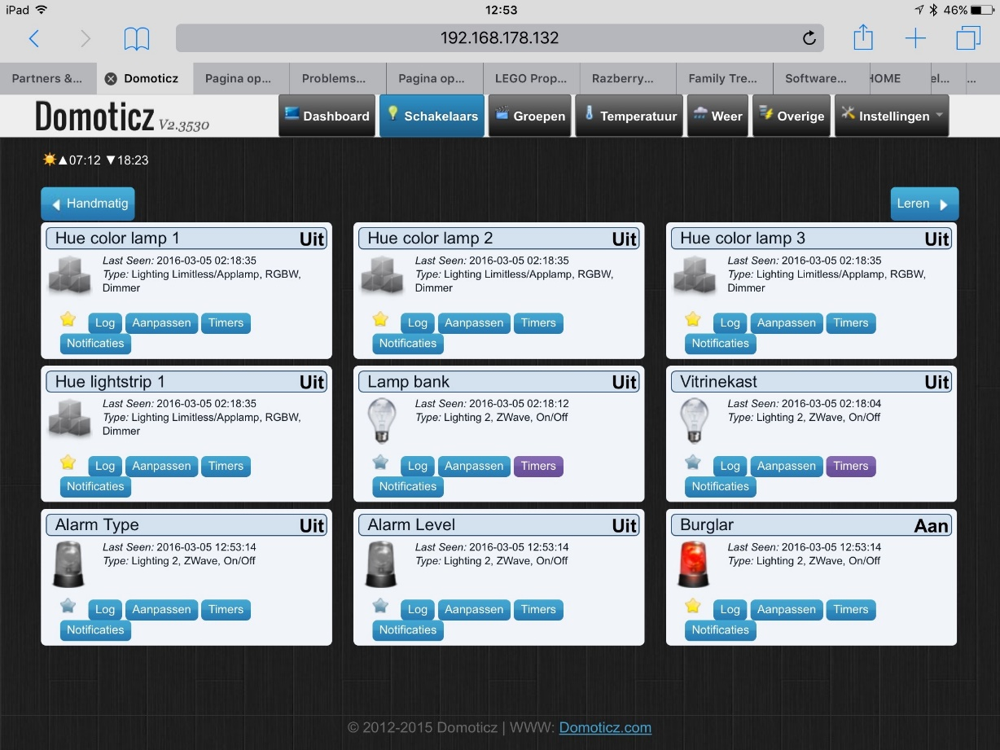 iPad 12:53 46%
192.168.178.132
Partners &... Domoticz Pagina op... Problems... Pagina op... LEGO Prop... Razberry... Family Tre... Software... HOME el... ...
Domoticz V2.3530 Dashboard Schakelaars Groepen Temperatuur Weer Overige Instellingen
▲07:12 ▼18:23
Handmatig Leren
Hue color lamp 1 Uit
Last Seen: 2016-03-05 02:18:35
Type: Lighting Limitless/Applamp, RGBW,
Dimmer
Log Aanpassen Timers
Notificaties
Hue color lamp 2 Uit
Last Seen: 2016-03-05 02:18:35
Type: Lighting Limitless/Applamp, RGBW,
Dimmer
Log Aanpassen Timers
Notificaties
Hue color lamp 3 Uit
Last Seen: 2016-03-05 02:18:35
Type: Lighting Limitless/Applamp, RGBW,
Dimmer
Log Aanpassen Timers
Notificaties
Hue lightstrip 1 Uit
Last Seen: 2016-03-05 02:18:35
Type: Lighting Limitless/Applamp, RGBW,
Dimmer
Log Aanpassen Timers
Notificaties
Lamp bank Uit
Last Seen: 2016-03-05 02:18:12
Type: Lighting 2, ZWave, On/Off
Log Aanpassen Timers
Notificaties
Vitrinekast Uit
Last Seen: 2016-03-05 02:18:04
Type: Lighting 2, ZWave, On/Off
Log Aanpassen Timers
Notificaties
Alarm Type Uit
Last Seen: 2016-03-05 12:53:14
Type: Lighting 2, ZWave, On/Off
Log Aanpassen Timers
Notificaties
Alarm Level Uit
Last Seen: 2016-03-05 12:53:14
Type: Lighting 2, ZWave, On/Off
Log Aanpassen Timers
Notificaties
Burglar Aan
Last Seen: 2016-03-05 12:53:14
Type: Lighting 2, ZWave, On/Off
Log Aanpassen Timers
Notificaties
© 2012-2015 Domoticz | WWW: Domoticz.com